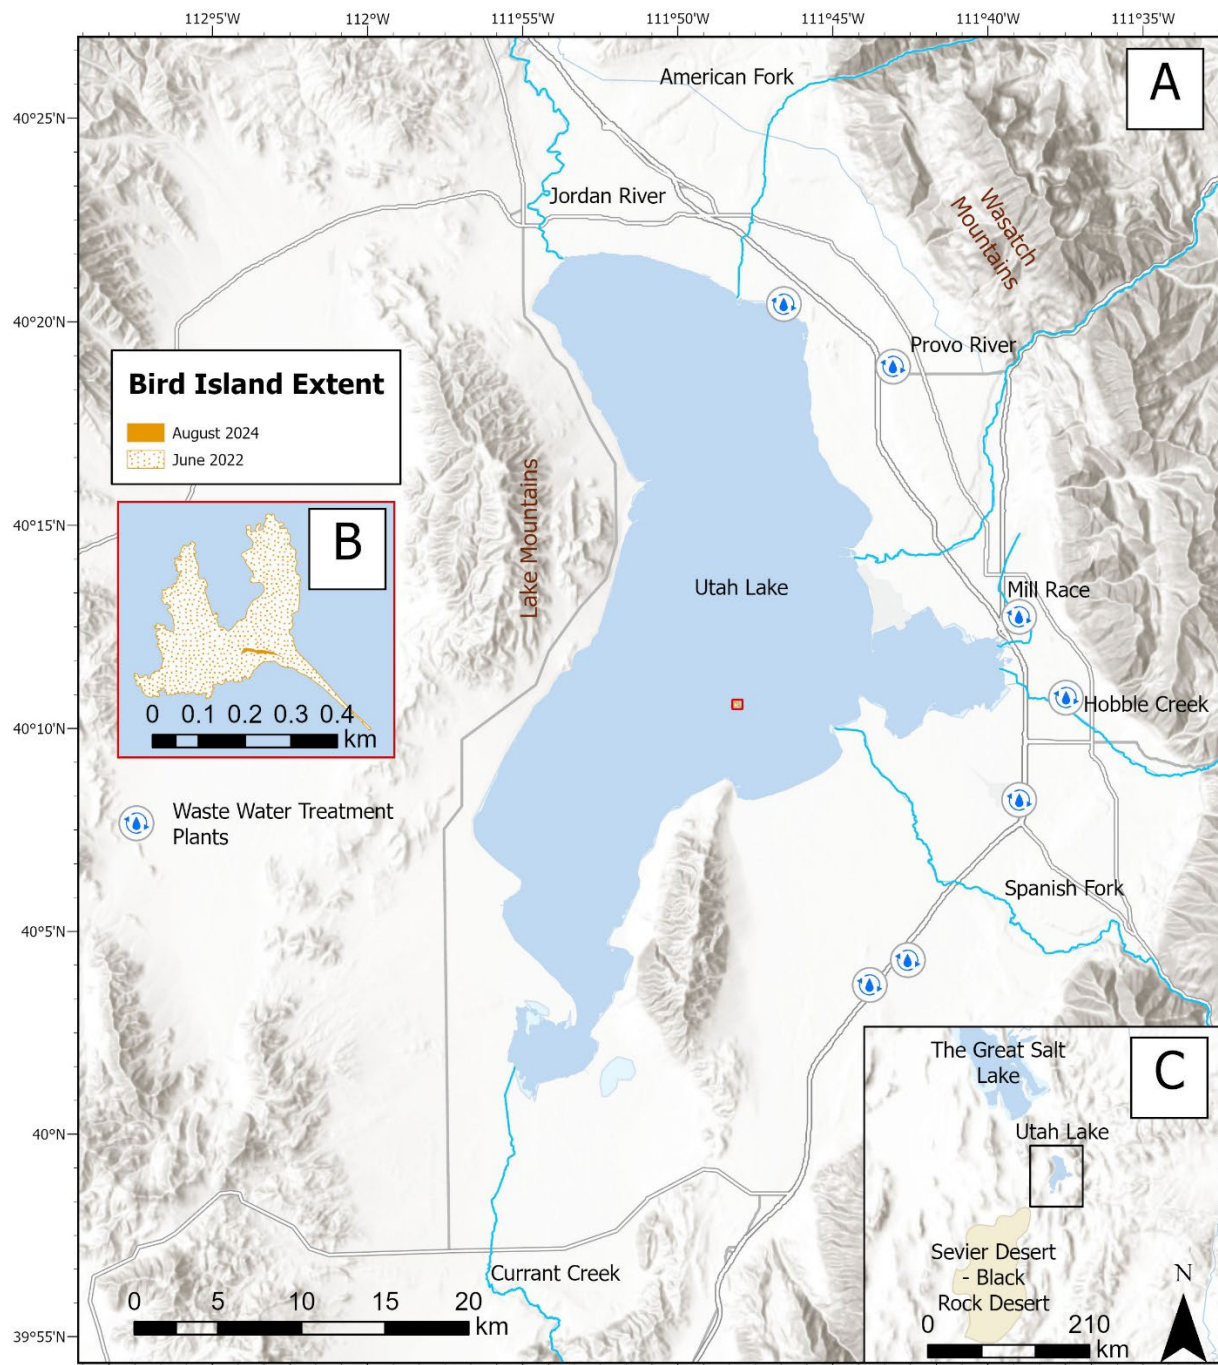 112°5'W
112°0'W
111°55'W
111°50'W
111°45'W
111°40'W
111°35'W
A
American Fork
40°25'N
Wasatch
Mountains
Jordan River
40°20'N
Provo River
Bird Island Extent
August 2024
June 2022
Lake Mountains
40°15'N
B
Utah Lake
Mill Race
0 0.1 0.2 0.3 0.4
km
Hobble Creek
40°10'N
Waste Water Treatment
Plants
Spanish Fork
40°5'N
The Great Salt
Lake
C
40°0'N
Utah Lake
Sevier Desert
- Black
Rock Desert
N
Currant Creek
0 5 10 15 20
km
0 210
km
39°55'N